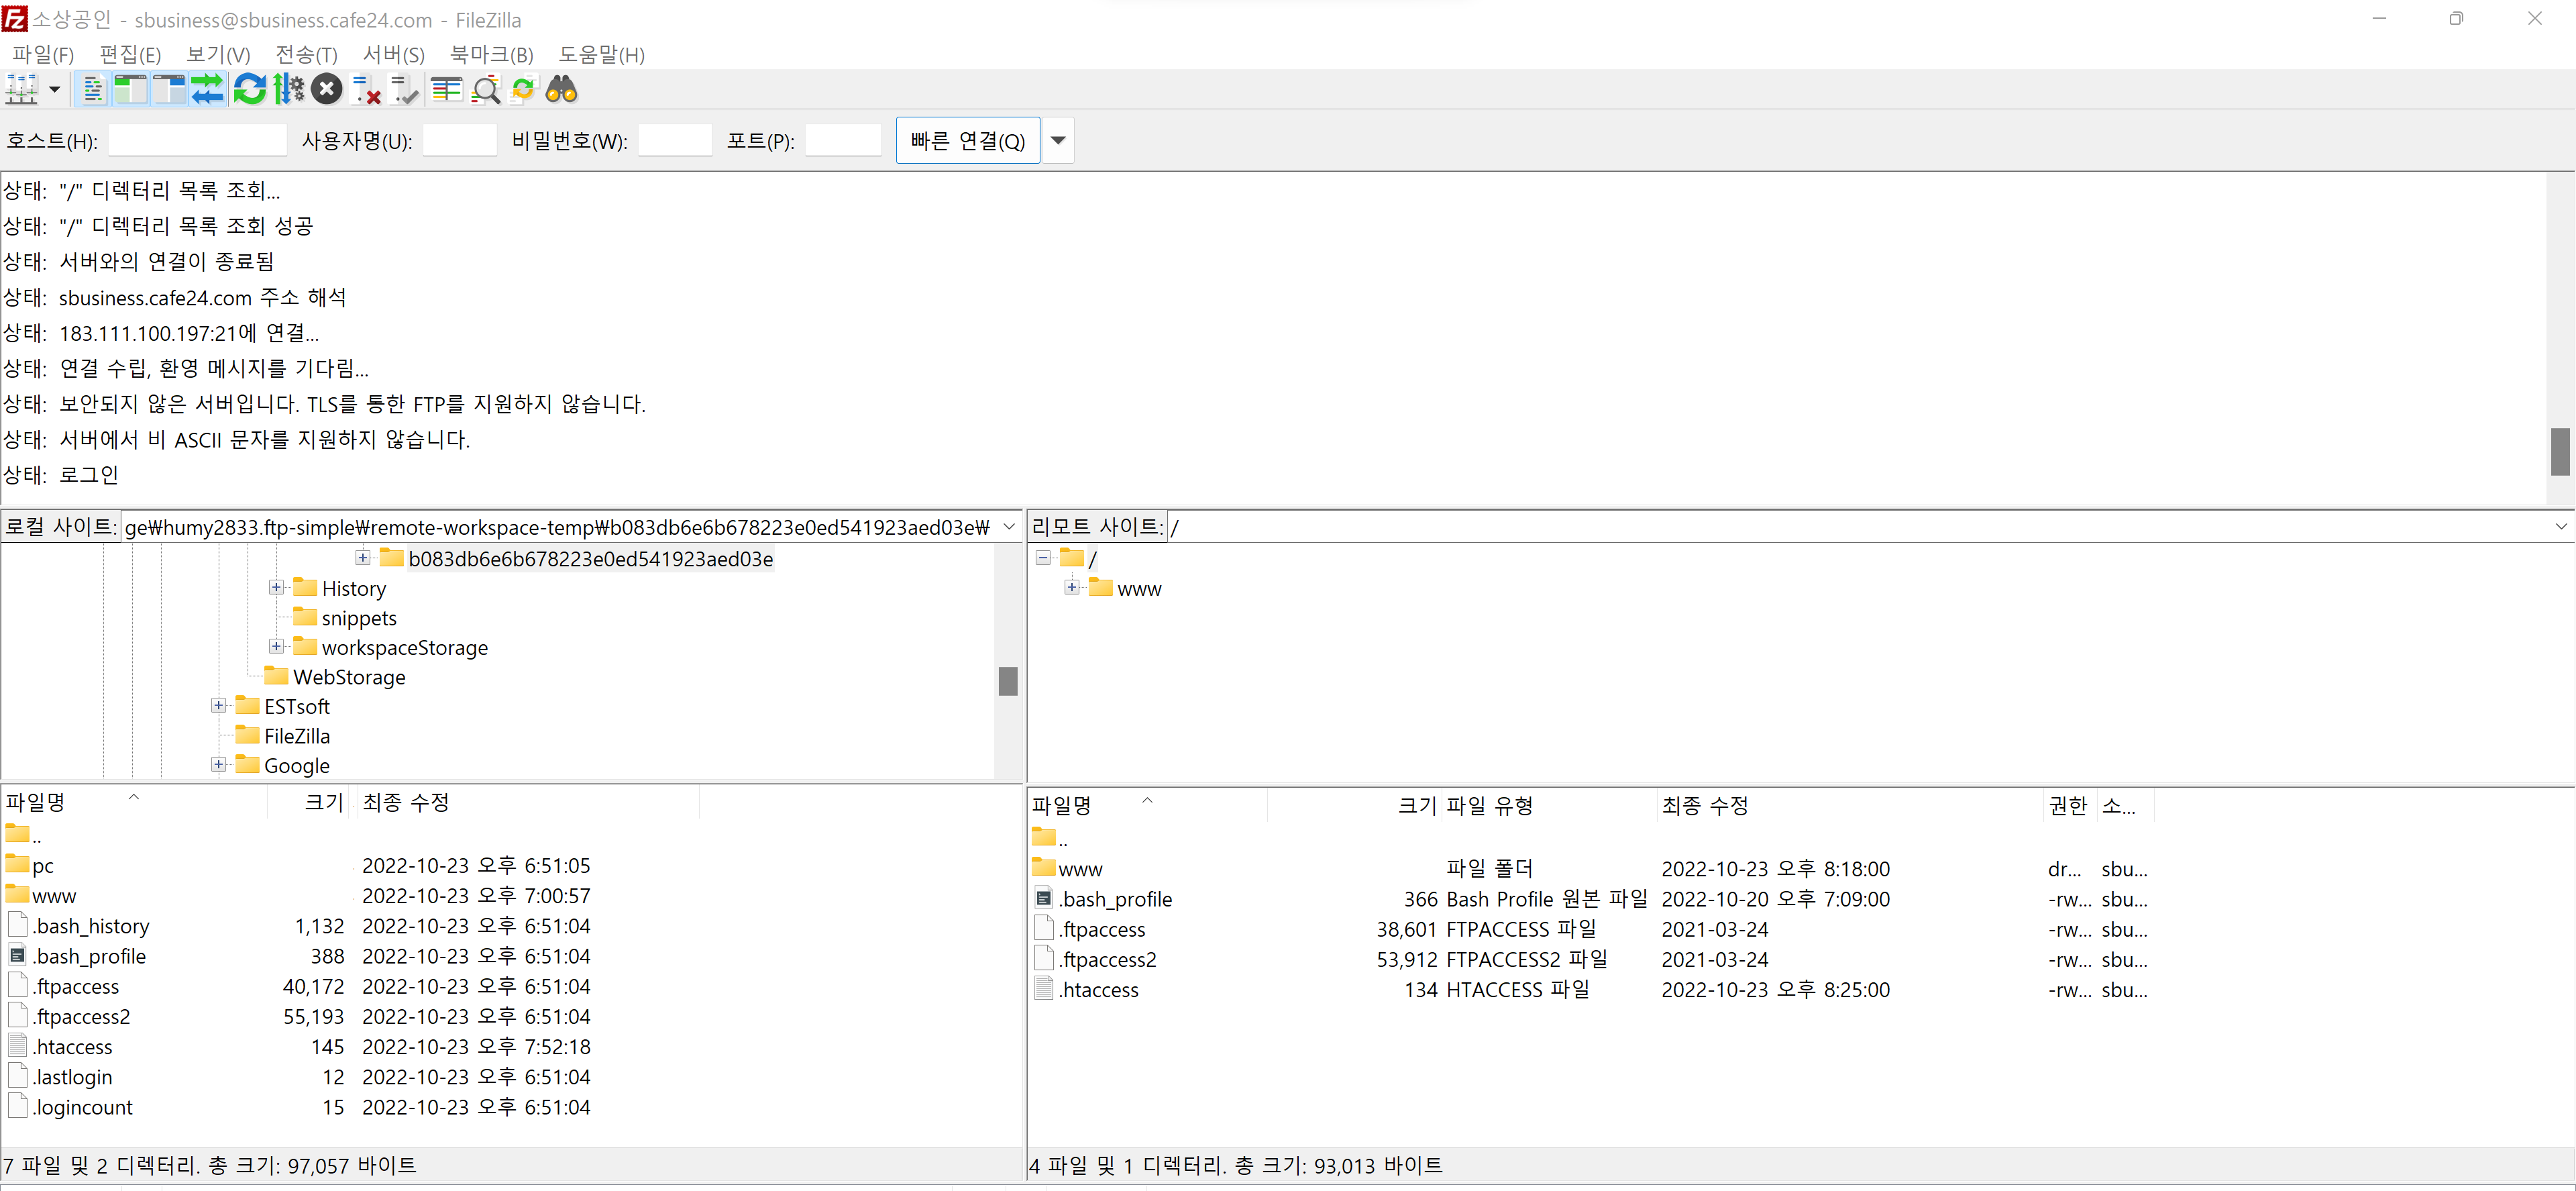 소상공인 - sbusiness@sbusiness.cafe24.com - FileZilla
파일(F) 편집(E) 보기(V) 전송(T) 서버(S) 북마크(B) 도움말(H)
호스트(H): 사용자명(U): 비밀번호(W): 포트(P): 빠른 연결(Q)
상태: "/" 디렉터리 목록 조회...
상태: "/" 디렉터리 목록 조회 성공
상태: 서버와의 연결이 종료됨
상태: sbusiness.cafe24.com 주소 해석
상태: 183.111.100.197:21에 연결...
상태: 연결 수립, 환영 메시지를 기다림...
상태: 보안되지 않은 서버입니다. TLS를 통한 FTP를 지원하지 않습니다.
상태: 서버에서 비 ASCII 문자를 지원하지 않습니다.
상태: 로그인
로컬 사이트: ge₩humy2833.ftp-simple₩remote-workspace-temp₩b083db6e6b678223e0ed541923aed03e₩
b083db6e6b678223e0ed541923aed03e
History
snippets
workspaceStorage
WebStorage
ESTsoft
FileZilla
Google
파일명 크기 최종 수정
..
pc 2022-10-23 오후 6:51:05
www 2022-10-23 오후 7:00:57
.bash_history 1,132 2022-10-23 오후 6:51:04
.bash_profile 388 2022-10-23 오후 6:51:04
.ftpaccess 40,172 2022-10-23 오후 6:51:04
.ftpaccess2 55,193 2022-10-23 오후 6:51:04
.htaccess 145 2022-10-23 오후 7:52:18
.lastlogin 12 2022-10-23 오후 6:51:04
.logincount 15 2022-10-23 오후 6:51:04
7 파일 및 2 디렉터리. 총 크기: 97,057 바이트
리모트 사이트: /
/
www
파일명 크기 파일 유형 최종 수정 권한 소...
..
www 파일 폴더 2022-10-23 오후 8:18:00 dr... sbu...
.bash_profile 366 Bash Profile 원본 파일 2022-10-20 오후 7:09:00 -rw... sbu...
.ftpaccess 38,601 FTPACCESS 파일 2021-03-24 -rw... sbu...
.ftpaccess2 53,912 FTPACCESS2 파일 2021-03-24 -rw... sbu...
.htaccess 134 HTACCESS 파일 2022-10-23 오후 8:25:00 -rw... sbu...
4 파일 및 1 디렉터리. 총 크기: 93,013 바이트